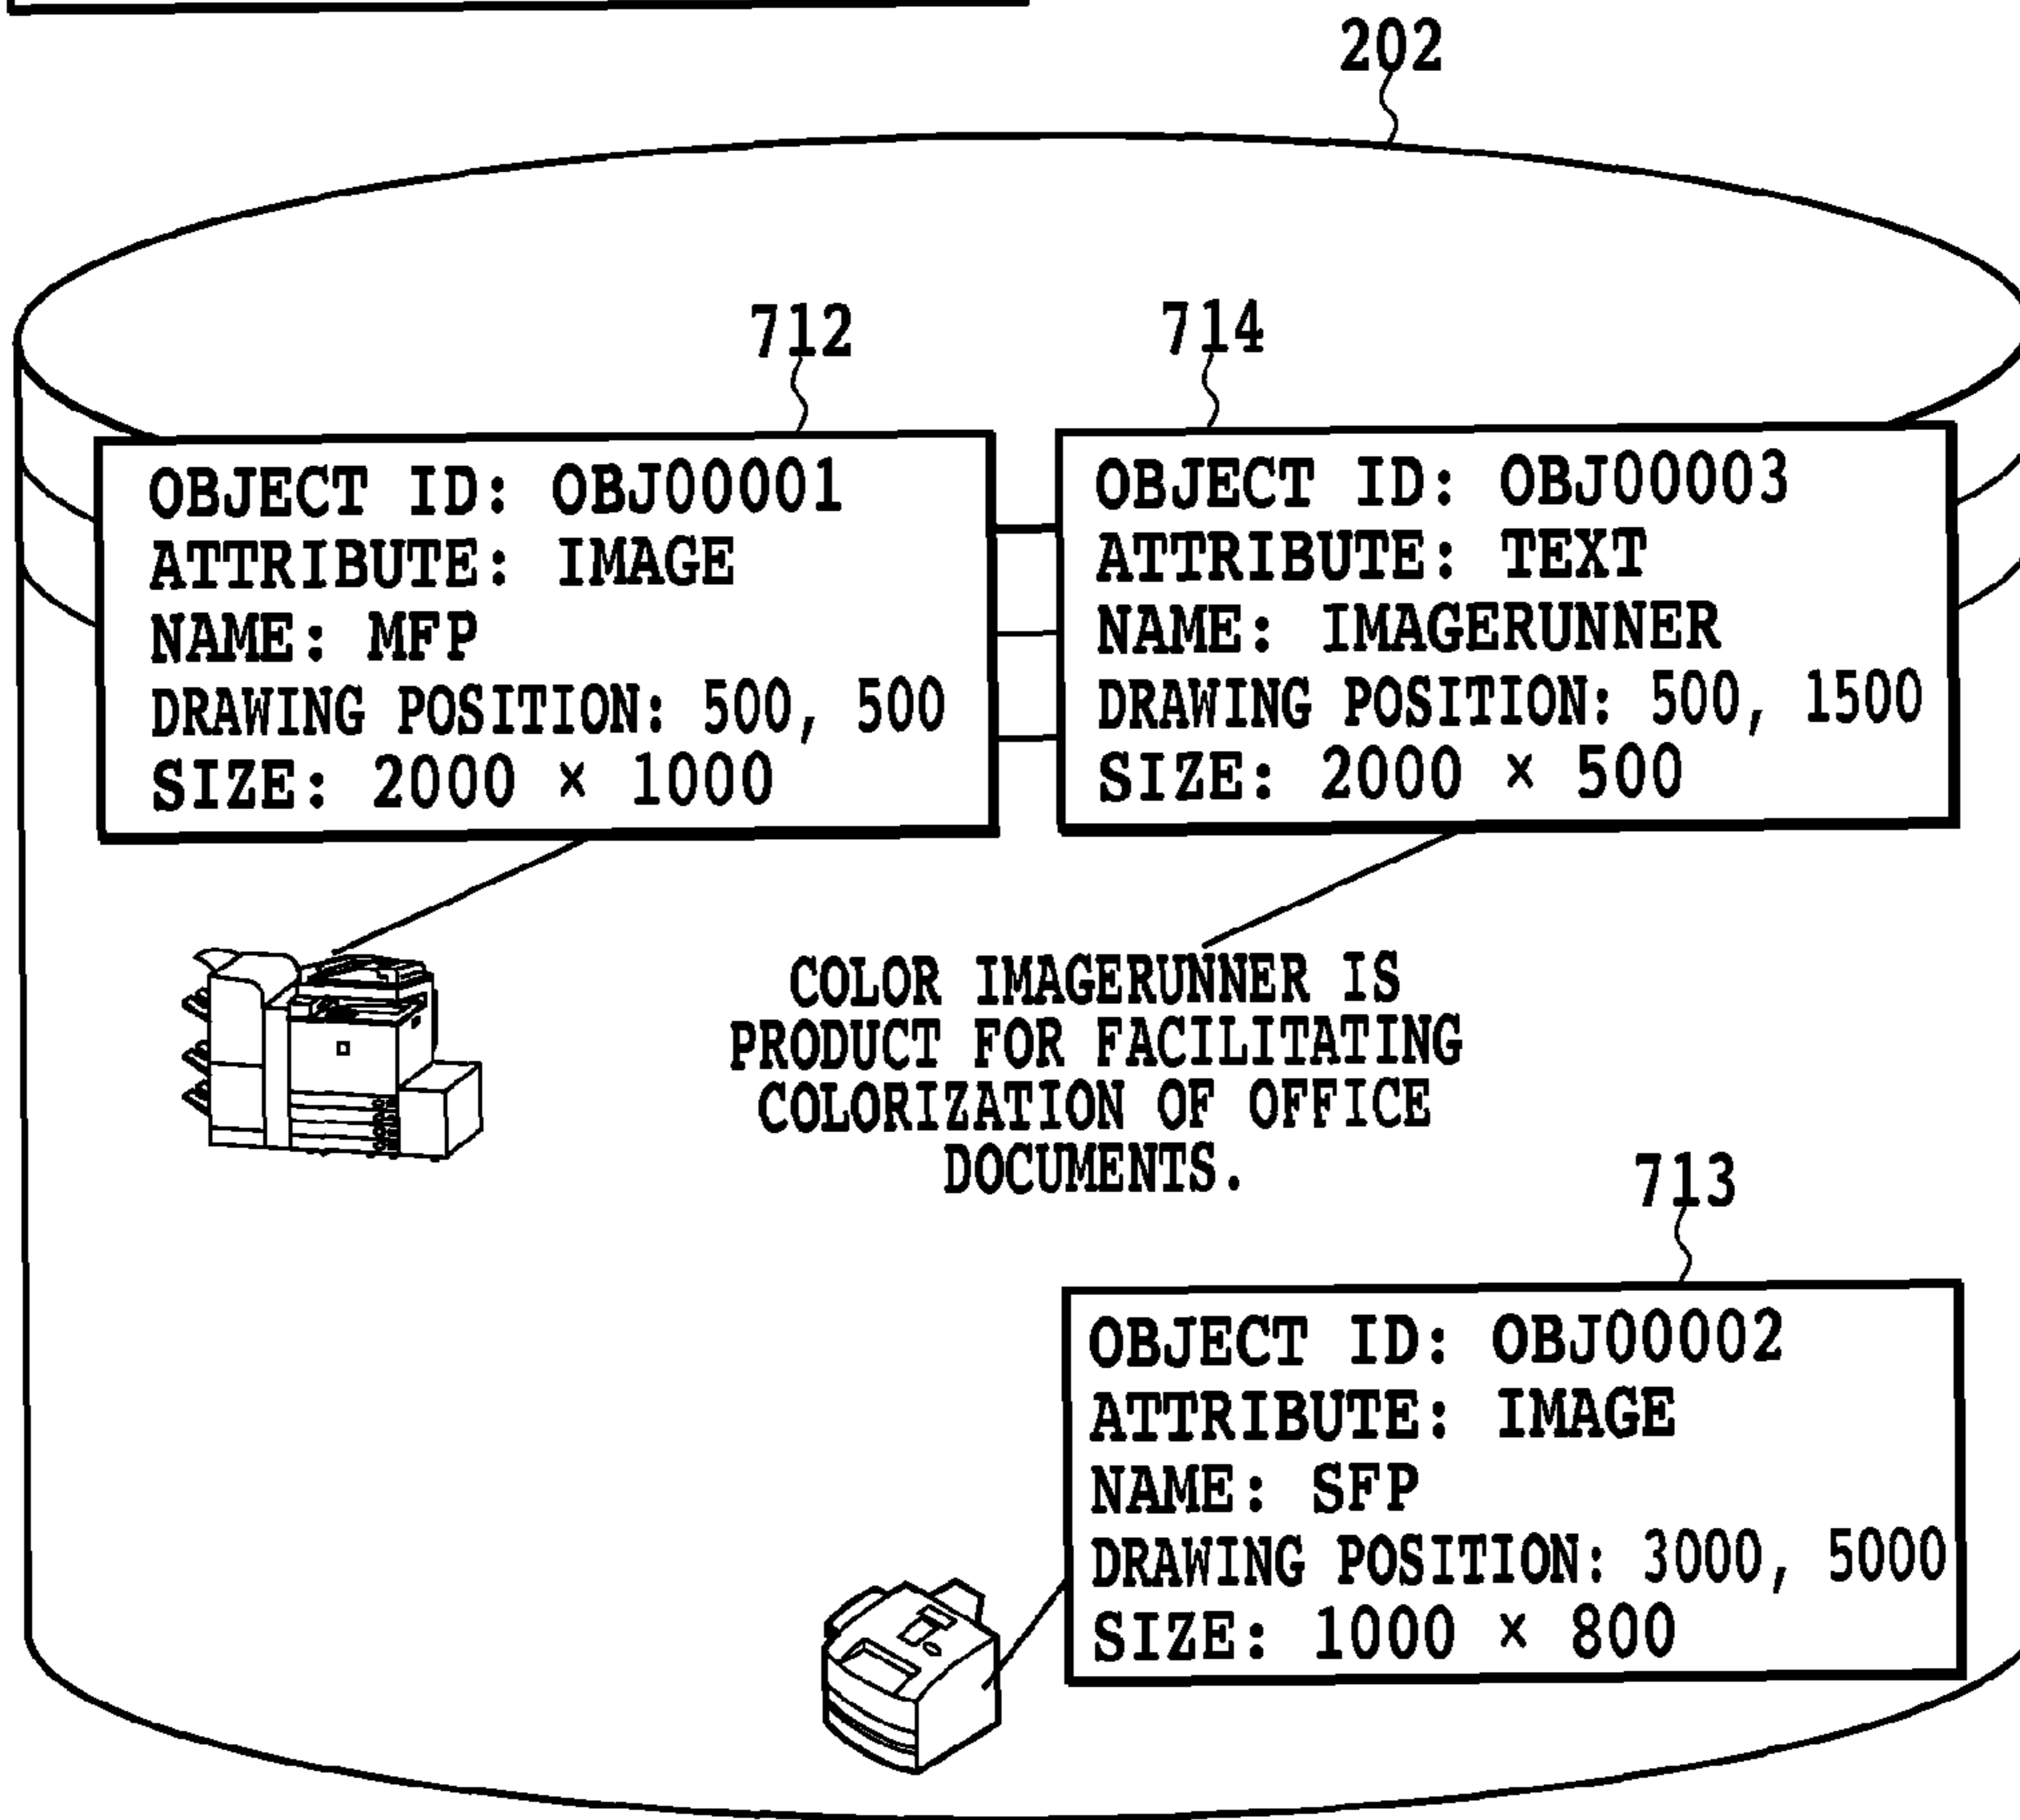 202
712
714
OBJECT ID: OBJ00001
ATTRIBUTE: IMAGE
NAME: MFP
DRAWING POSITION: 500, 500
SIZE: 2000 × 1000
OBJECT ID: OBJ00003
ATTRIBUTE: TEXT
NAME: IMAGERUNNER
DRAWING POSITION: 500, 1500
SIZE: 2000 × 500
COLOR IMAGERUNNER IS
PRODUCT FOR FACILITATING
COLORIZATION OF OFFICE
DOCUMENTS.
713
OBJECT ID: OBJ00002
ATTRIBUTE: IMAGE
NAME: SFP
DRAWING POSITION: 3000, 5000
SIZE: 1000 × 800